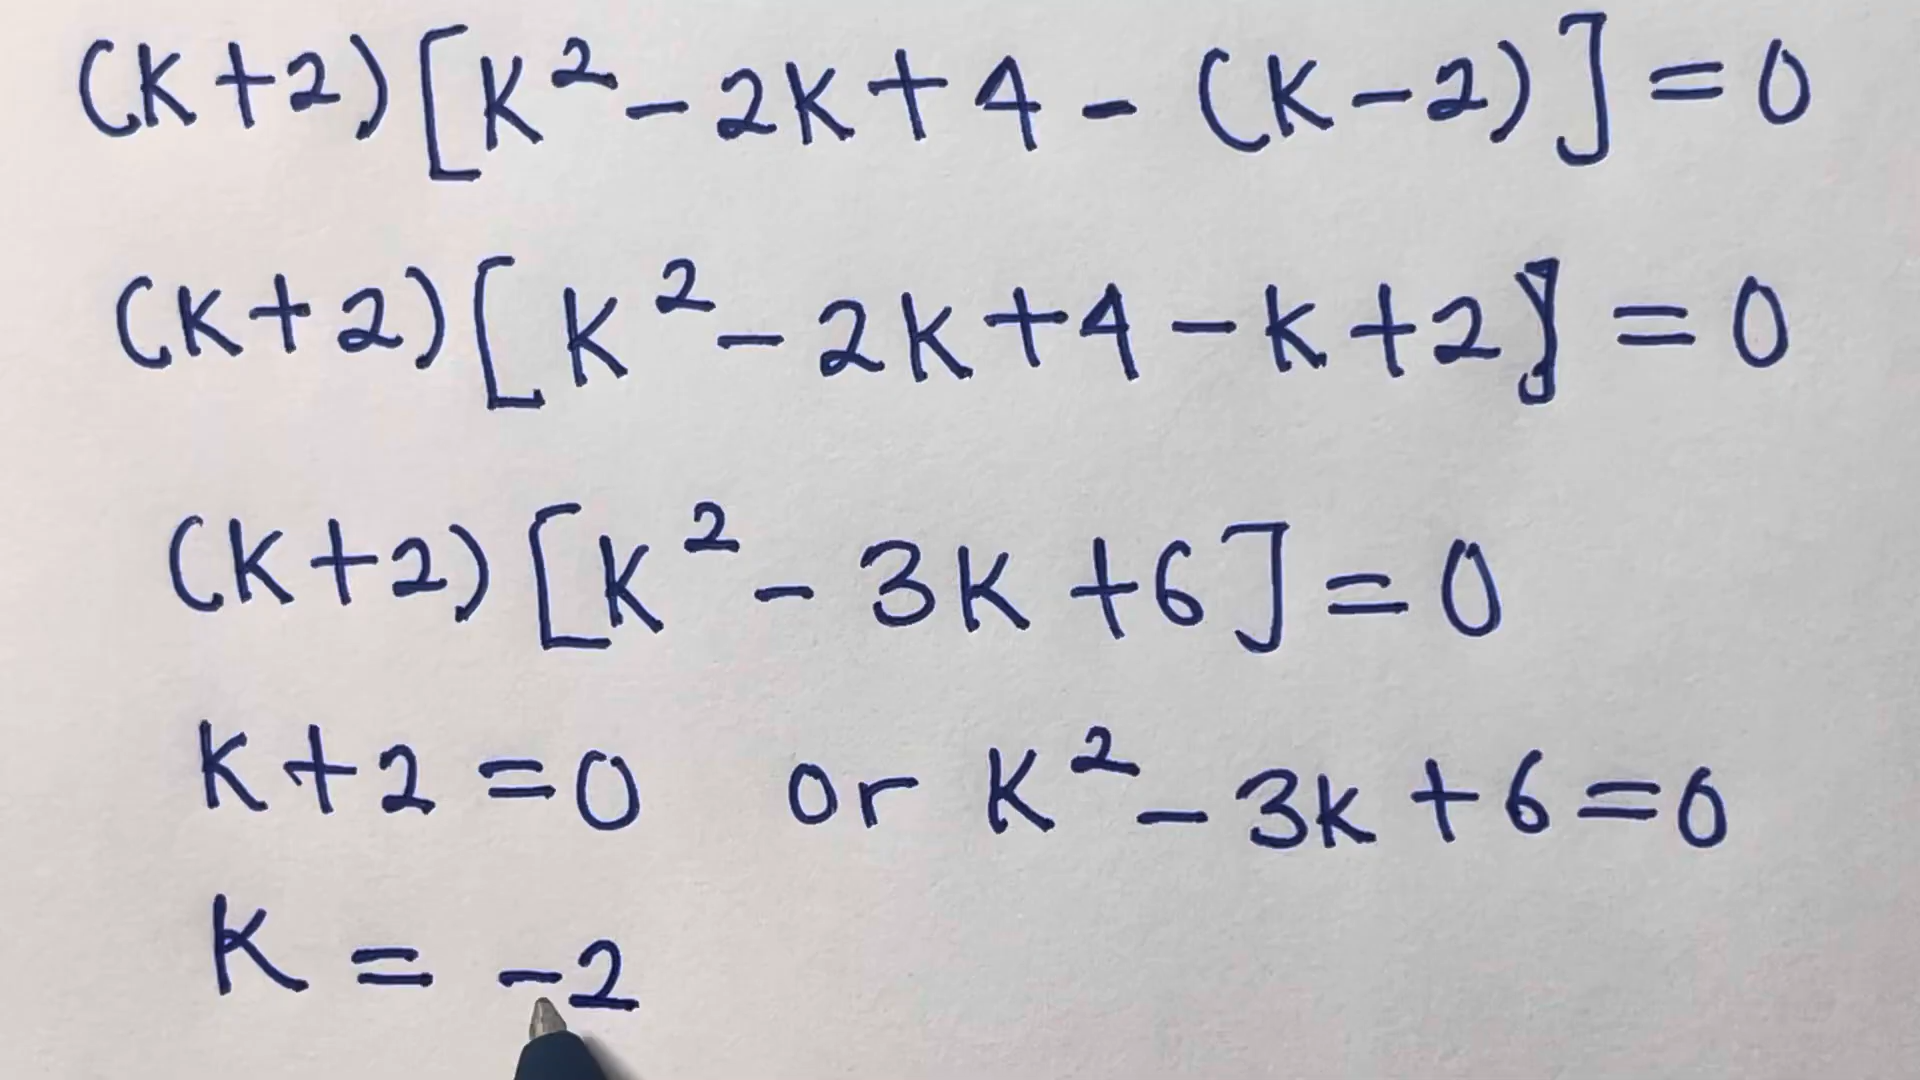 (K+2)[K²-2K+4-(K-2)]=0
(K+2)[K²-2K+4-K+2]=0
(K+2)[K²-3K+6]=0
K+2=0 or K²-3K+6=0
K=-2